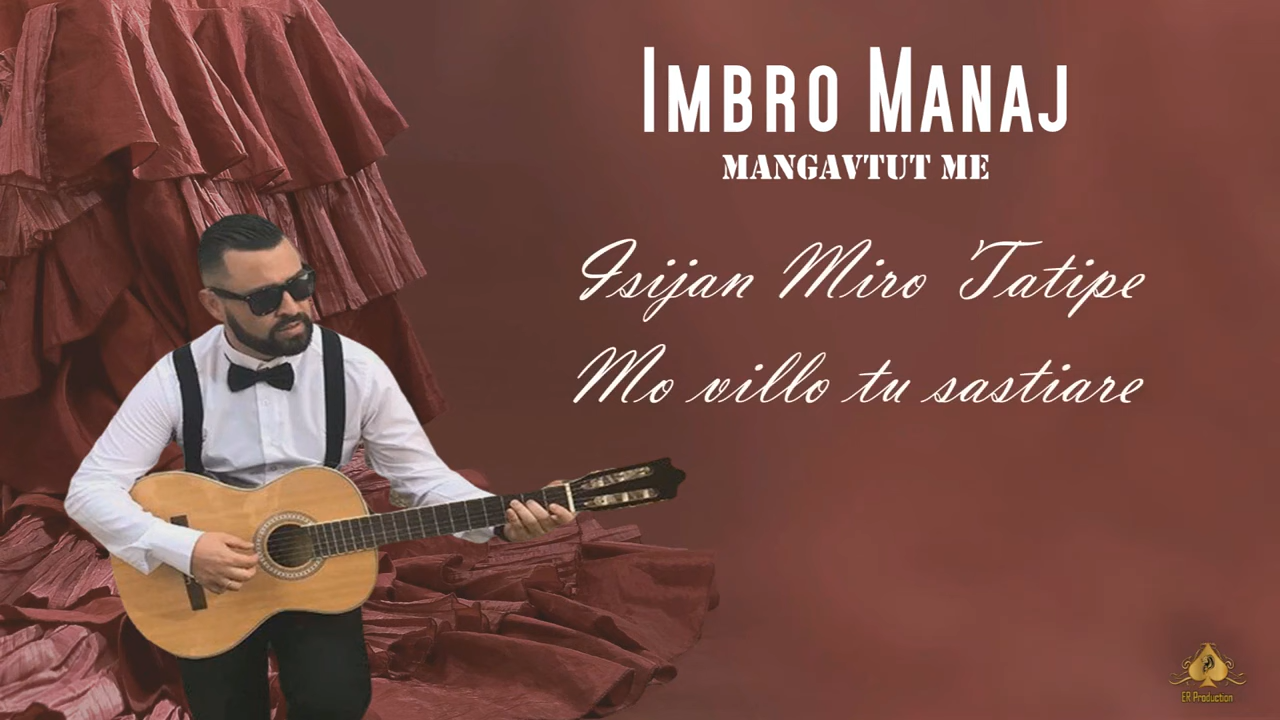 IMBRO MANAJ
MANGAVTUT ME
Isijan Miro Tatipe
Mo villo tu sastiare
ER Production